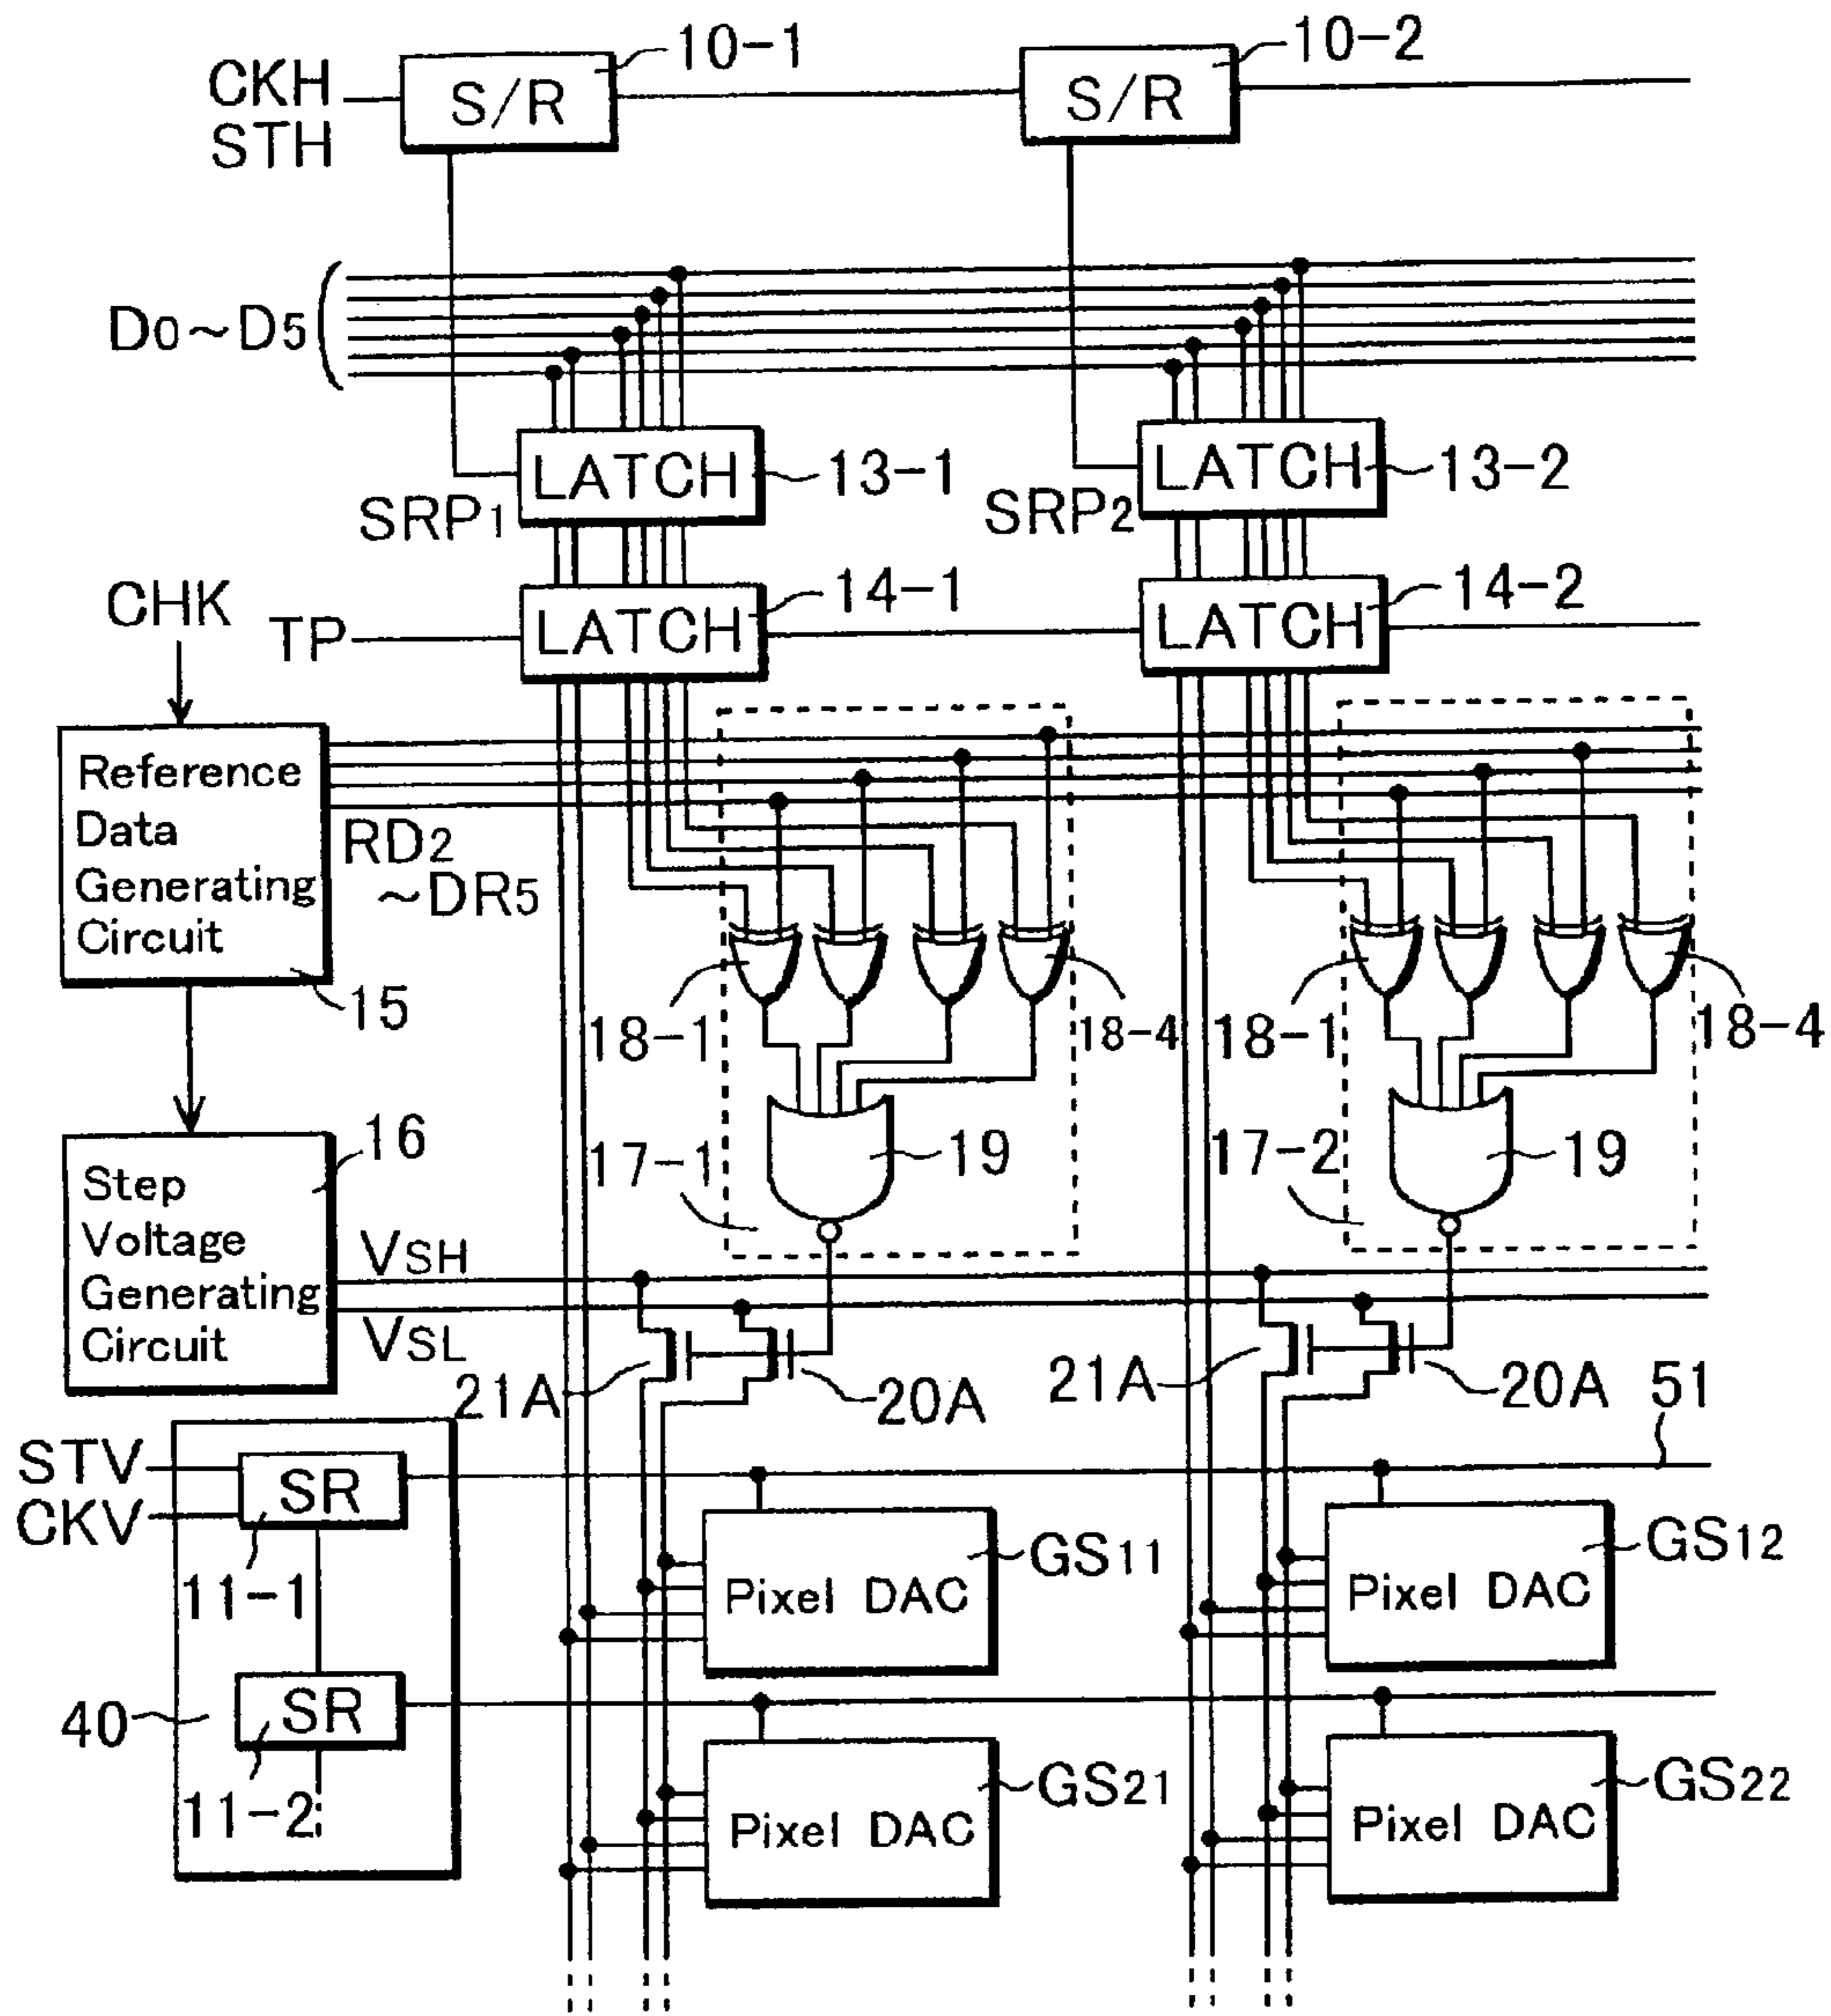 10-1
10-2
CKH
STH
S/R
S/R
D0~D5
LATCH
13-1
LATCH
13-2
SRP1
SRP2
CHK
TP
LATCH
14-1
LATCH
14-2
Reference
Data
Generating
Circuit
RD2
~DR5
15
18-1
18-4
18-1
18-4
16
17-1
19
17-2
19
Step
Voltage
Generating
Circuit
VSH
VSL
21A
20A
21A
20A
51
STV
CKV
SR
11-1
GS11
Pixel DAC
GS12
Pixel DAC
40
SR
11-2
GS21
Pixel DAC
GS22
Pixel DAC